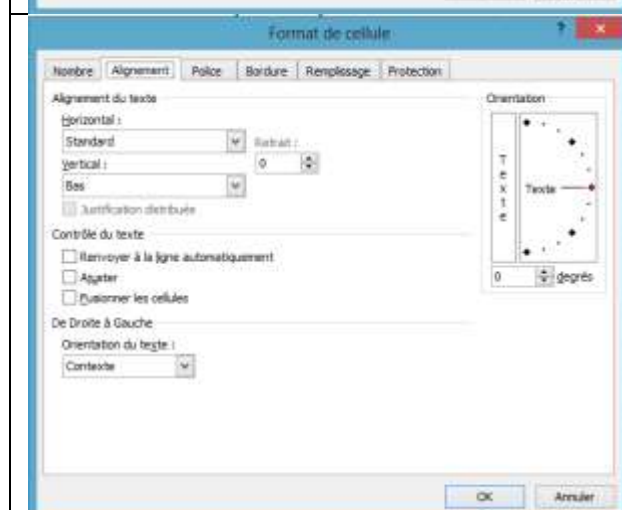 Format de cellule
?
Nombre Alignement Police Bordure Remplissage Protection
Alignement du texte
Horizontal :
Standard
Retrait :
Vertical :
0
Bas
Justification distribuée
Contrôle du texte
Renvoyer à la ligne automatiquement
Ajuster
Fusionner les cellules
De Droite à Gauche
Orientation du texte :
Contexte
Orientation
Texte
Texte
0 degrés
OK Annuler